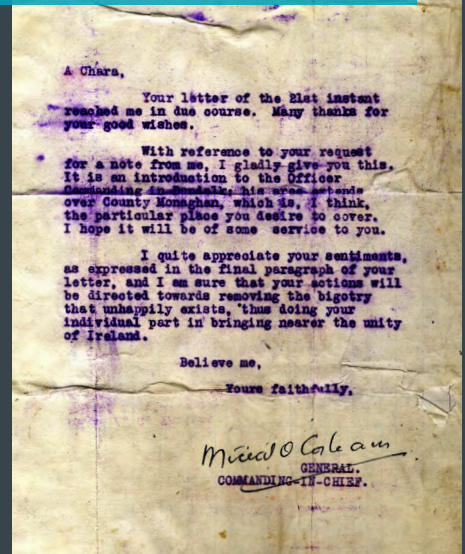 A Chara,
Your letter of the 21st instant
reached me in due course. Many thanks for
your good wishes.
With reference to your request
for a note from me, I gladly give you this.
It is an introduction to the Officer
Commanding in Dundalk; his area extends
over County Monaghan, which is, I think,
the particular place you desire to cover.
I hope it will be of some service to you.
I quite appreciate your sentiments,
as expressed in the final paragraph of your
letter, and I am sure that your actions will
be directed towards removing the bigotry
that unhappily exists, thus doing your
individual part in bringing nearer the unity
of Ireland.
Believe me,
Yours faithfully,
Míceál Ó Coileáin
GENERAL.
COMMANDING-IN-CHIEF.